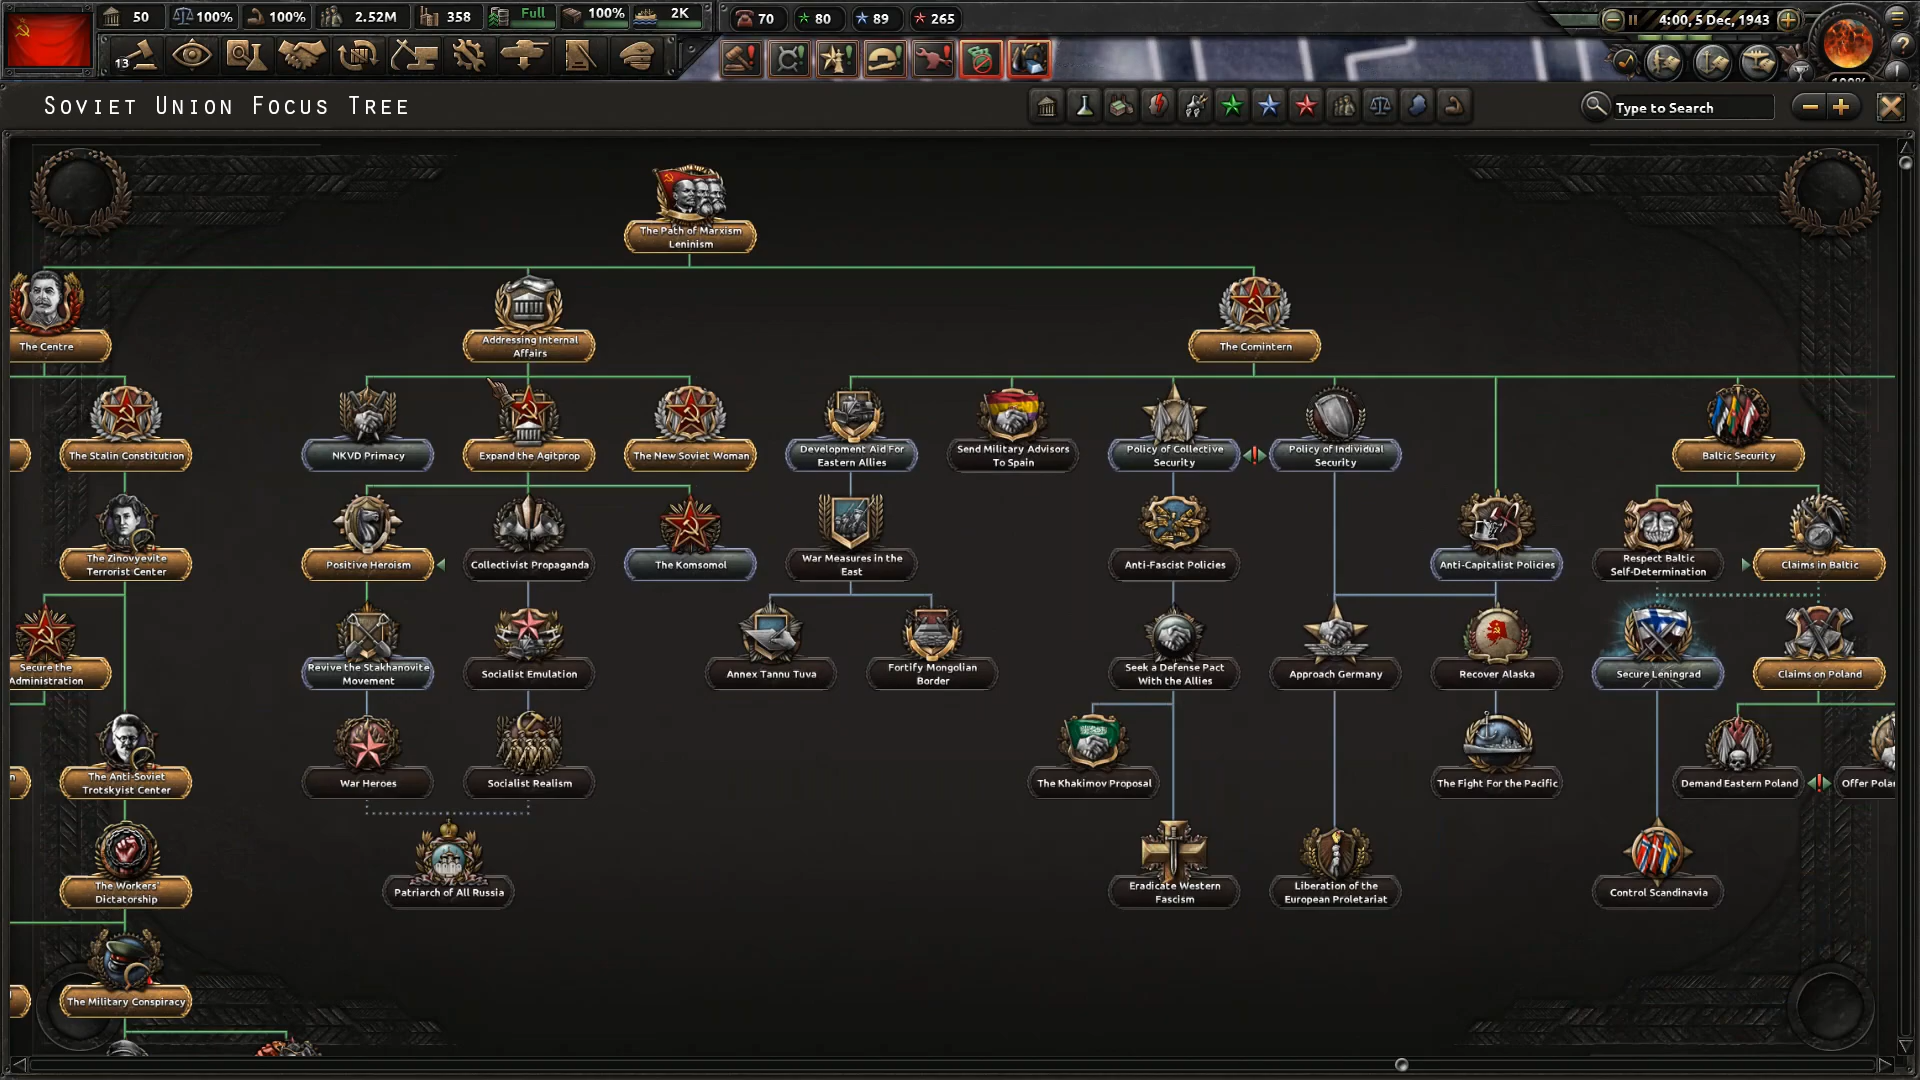 50
100%
100%
2.52M
358
Full
100%
2K
70
80
89
265
4:00, 5 Dec, 1943
13
SOVIET UNION FOCUS TREE
Type to Search
The Path of Marxism
Leninism
The Centre
Addressing Internal
Affairs
The Comintern
The Stalin Constitution
NKVD Primacy
Expand the Agitprop
The New Soviet Woman
Development Aid For
Eastern Allies
Send Military Advisors
To Spain
Policy of Collective
Security
Policy of Individual
Security
Baltic Security
The Zinovyevite
Terrorist Center
Positive Heroism
Collectivist Propaganda
The Komsomol
War Measures in the
East
Anti-Fascist Policies
Anti-Capitalist Policies
Respect Baltic
Self-Determination
Claims in Baltic
Secure the
Administration
Revive the Stakhanovite
Movement
Socialist Emulation
Annex Tannu Tuva
Fortify Mongolian
Border
Seek a Defense Pact
With the Allies
Approach Germany
Recover Alaska
Secure Leningrad
Claims on Poland
The Anti-Soviet
Trotskyist Center
War Heroes
Socialist Realism
The Khakimov Proposal
The Fight For the Pacific
Demand Eastern Poland
Offer Polan
The Workers'
Dictatorship
Patriarch of All Russia
Eradicate Western
Fascism
Liberation of the
European Proletariat
Control Scandinavia
The Military Conspiracy